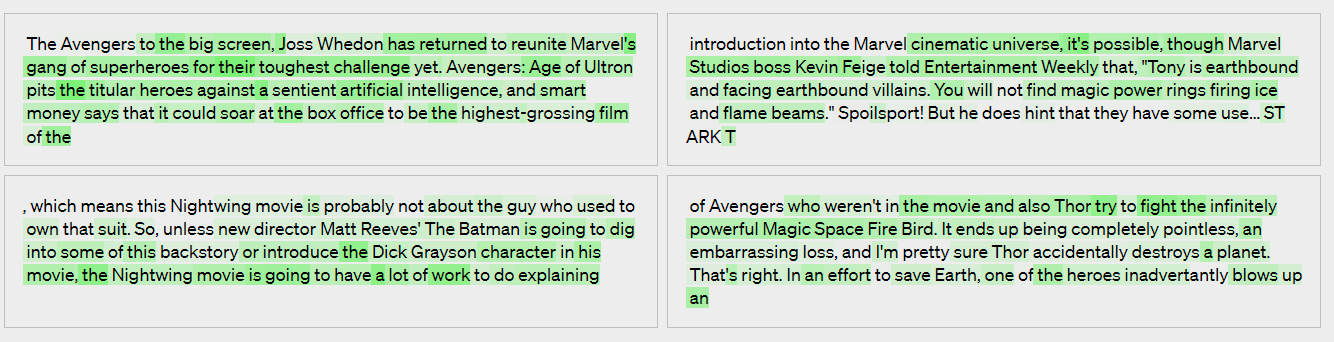 The Avengers to the big screen, Joss Whedon has returned to reunite Marvel's
gang of superheroes for their toughest challenge yet. Avengers: Age of Ultron
pits the titular heroes against a sentient artificial intelligence, and smart
money says that it could soar at the box office to be the highest-grossing film
of the
introduction into the Marvel cinematic universe, it's possible, though Marvel
Studios boss Kevin Feige told Entertainment Weekly that, "Tony is earthbound
and facing earthbound villains. You will not find magic power rings firing ice
and flame beams." Spoilsport! But he does hint that they have some use... ST
ARK T
, which means this Nightwing movie is probably not about the guy who used to
own that suit. So, unless new director Matt Reeves' The Batman is going to dig
into some of this backstory or introduce the Dick Grayson character in his
movie, the Nightwing movie is going to have a lot of work to do explaining
of Avengers who weren't in the movie and also Thor try to fight the infinitely
powerful Magic Space Fire Bird. It ends up being completely pointless, an
embarrassing loss, and I'm pretty sure Thor accidentally destroys a planet.
That's right. In an effort to save Earth, one of the heroes inadvertantly blows up
an